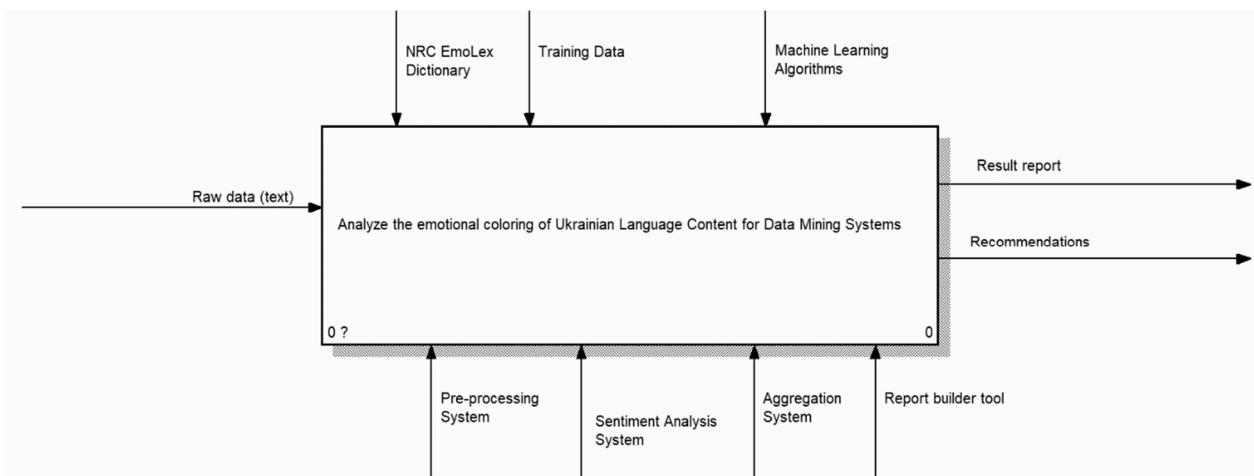 NRC EmoLex
Dictionary
Training Data
Machine Learning
Algorithms
Raw data (text)
Result report
Analyze the emotional coloring of Ukrainian Language Content for Data Mining Systems
Recommendations
0 ?
0
Pre-processing
System
Sentiment Analysis
System
Aggregation
System
Report builder tool